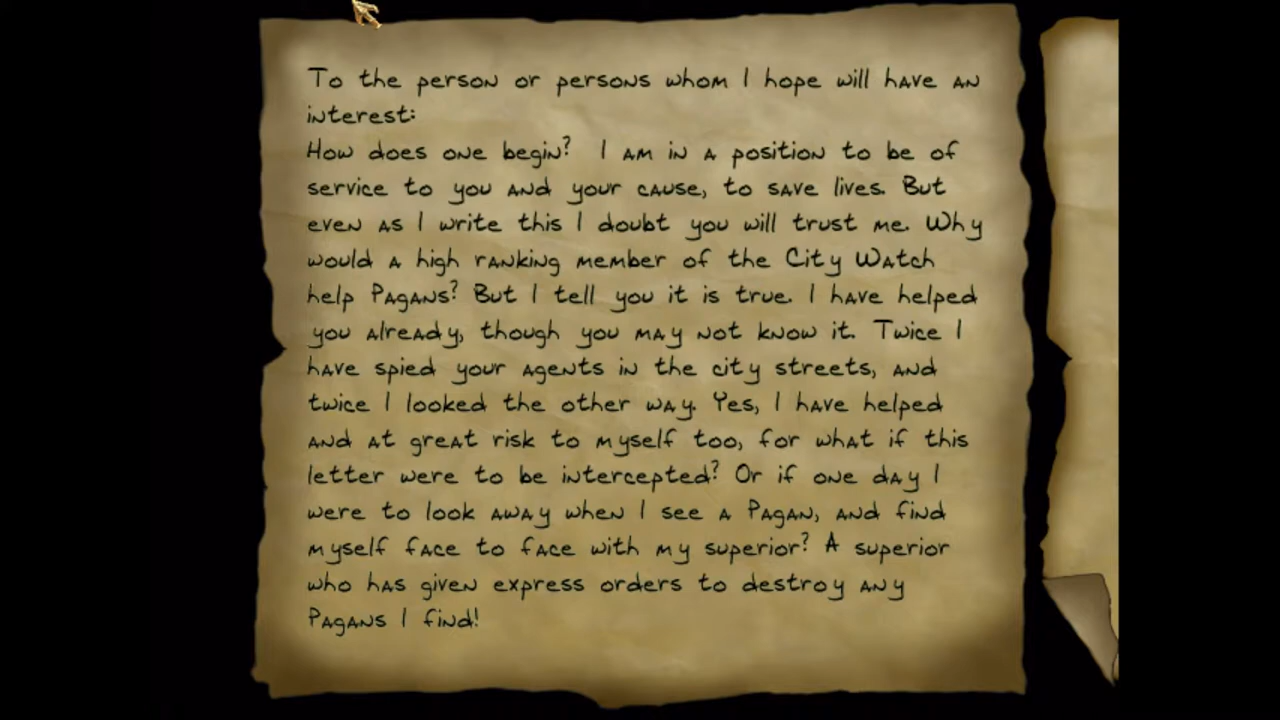 To the person or persons whom I hope will have an
interest:
How does one begin? I am in a position to be of
service to you and your cause, to save lives. But
even as I write this I doubt you will trust me. Why
would a high ranking member of the City Watch
help Pagans? But I tell you it is true. I have helped
you already, though you may not know it. Twice I
have spied your agents in the city streets, and
twice I looked the other way. Yes, I have helped
and at great risk to myself too, for what if this
letter were to be intercepted? Or if one day I
were to look away when I see a Pagan, and find
myself face to face with my superior? A superior
who has given express orders to destroy any
Pagans I find!